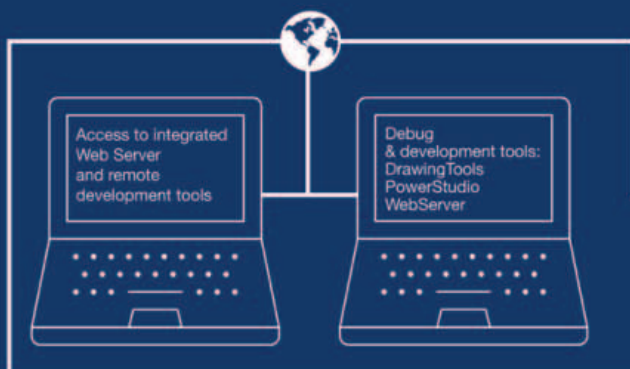 Access to integrated
Web Server
and remote
development tools
Debug
& development tools:
DrawingTools
PowerStudio
WebServer